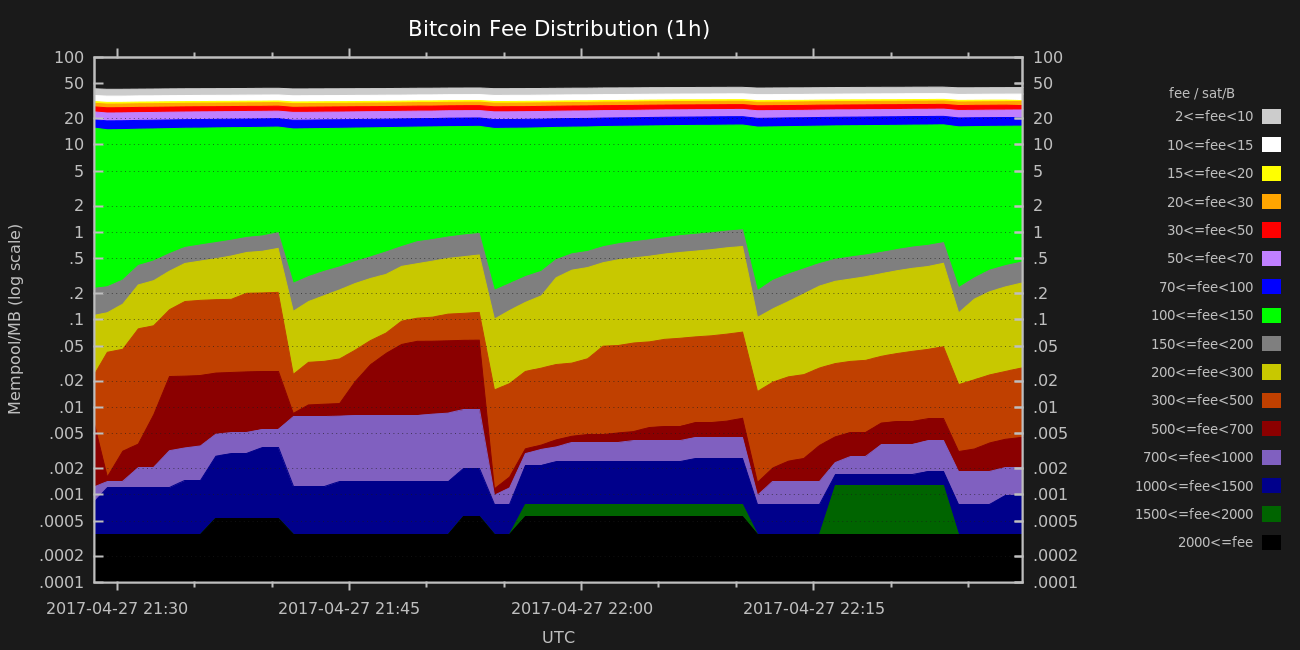 Bitcoin Fee Distribution (1h)
Mempool/MB (log scale)
100
50
20
10
5
2
1
.5
.2
.1
.05
.02
.01
.005
.002
.001
.0005
.0002
.0001
100
50
20
10
5
2
1
.5
.2
.1
.05
.02
.01
.005
.002
.001
.0005
.0002
.0001
2017-04-27 21:30
2017-04-27 21:45
2017-04-27 22:00
2017-04-27 22:15
UTC
fee / sat/B
2<=fee<10
10<=fee<15
15<=fee<20
20<=fee<30
30<=fee<50
50<=fee<70
70<=fee<100
100<=fee<150
150<=fee<200
200<=fee<300
300<=fee<500
500<=fee<700
700<=fee<1000
1000<=fee<1500
1500<=fee<2000
2000<=fee